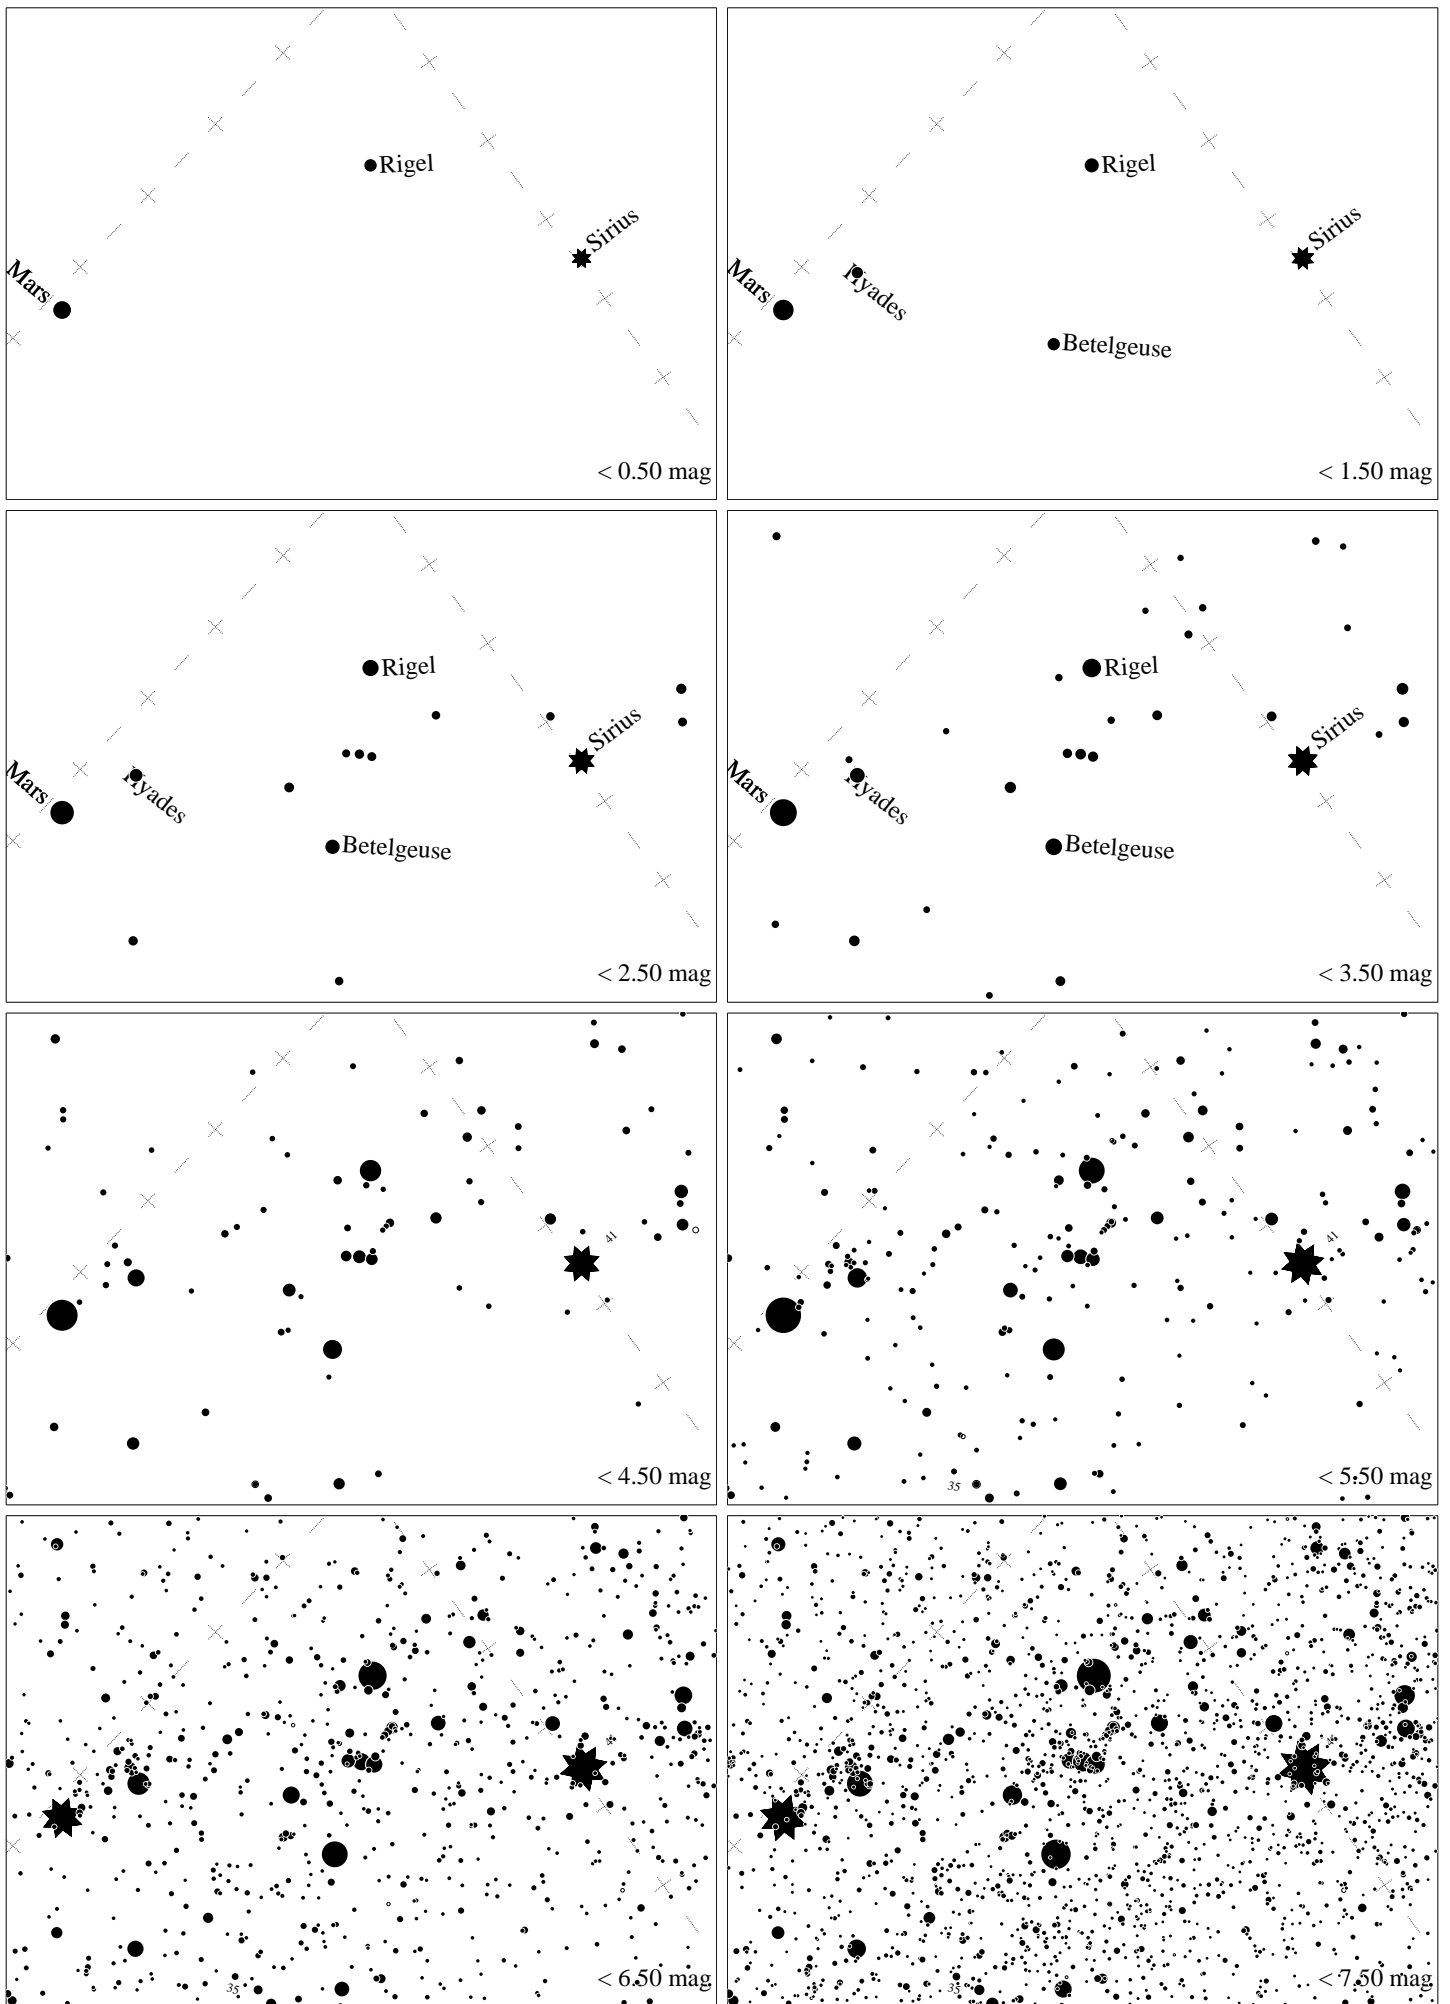 Rigel
Sirius
Mars
< 0.50 mag
Rigel
Sirius
Mars
Hyades
Betelgeuse
< 1.50 mag
Rigel
Sirius
Mars
Hyades
Betelgeuse
< 2.50 mag
Rigel
Sirius
Mars
Hyades
Betelgeuse
< 3.50 mag
41
< 4.50 mag
41
35
< 5.50 mag
35
< 6.50 mag
35
< 7.50 mag